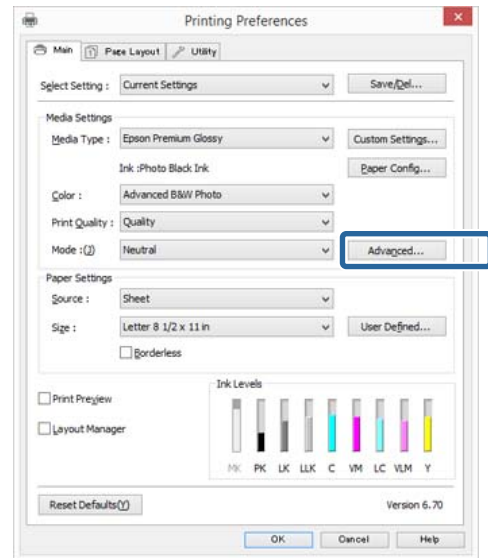 Printing Preferences
Main Page Layout Utility
Select Setting : Current Settings Save/Del...
Media Settings
Media Type : Epson Premium Glossy Custom Settings...
Ink :Photo Black Ink Paper Config...
Color : Advanced B&W Photo
Print Quality : Quality
Mode :(J) Neutral Advanced...
Paper Settings
Source : Sheet
Size : Letter 8 1/2 x 11 in User Defined...
Borderless
Ink Levels
Print Preview
Layout Manager
MK PK LK LLK C VM LC VLM Y
Reset Defaults(Y) Version 6.70
OK Cancel Help